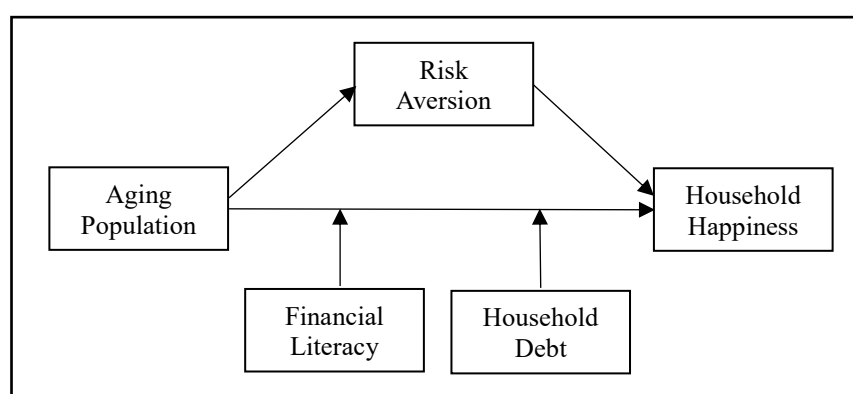 Risk
Aversion
Aging
Population
Household
Happiness
Financial
Literacy
Household
Debt